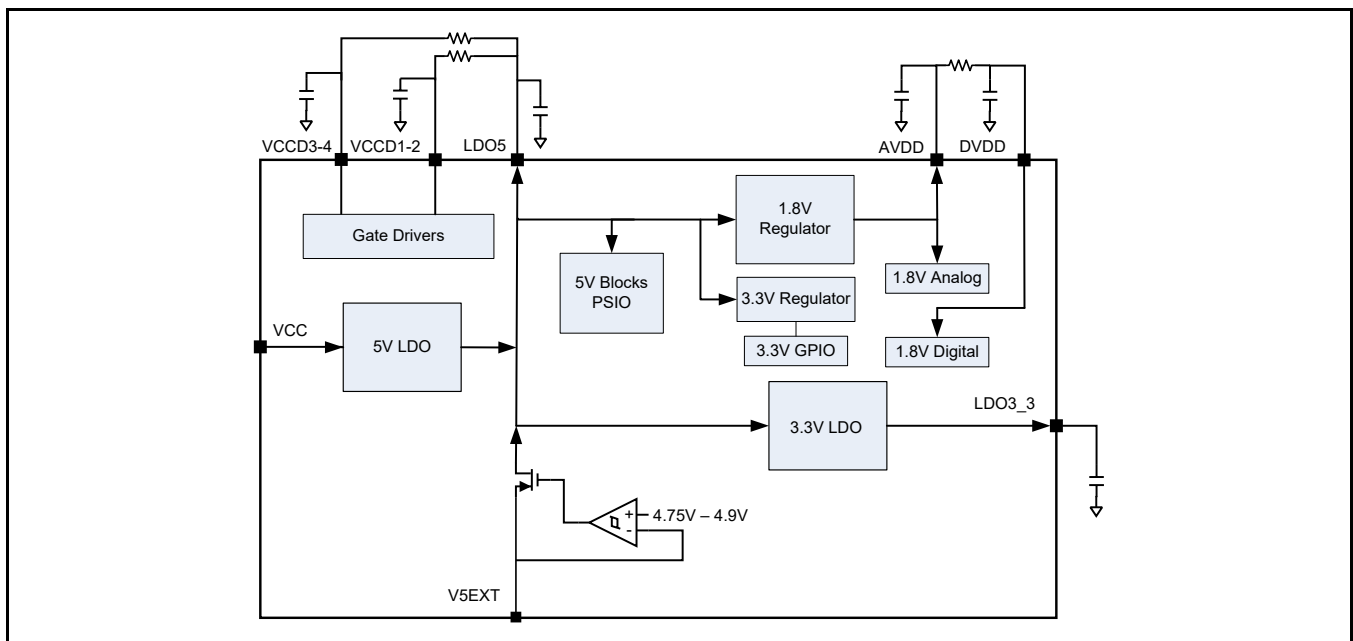 VCCD3-4
VCCD1-2
LDO5
AVDD
DVDD
Gate Drivers
1.8V
Regulator
5V Blocks
PSIO
1.8V Analog
3.3V Regulator
VCC
5V LDO
3.3V GPIO
1.8V Digital
LDO3_3
3.3V LDO
+
4.75V – 4.9V
-
V5EXT